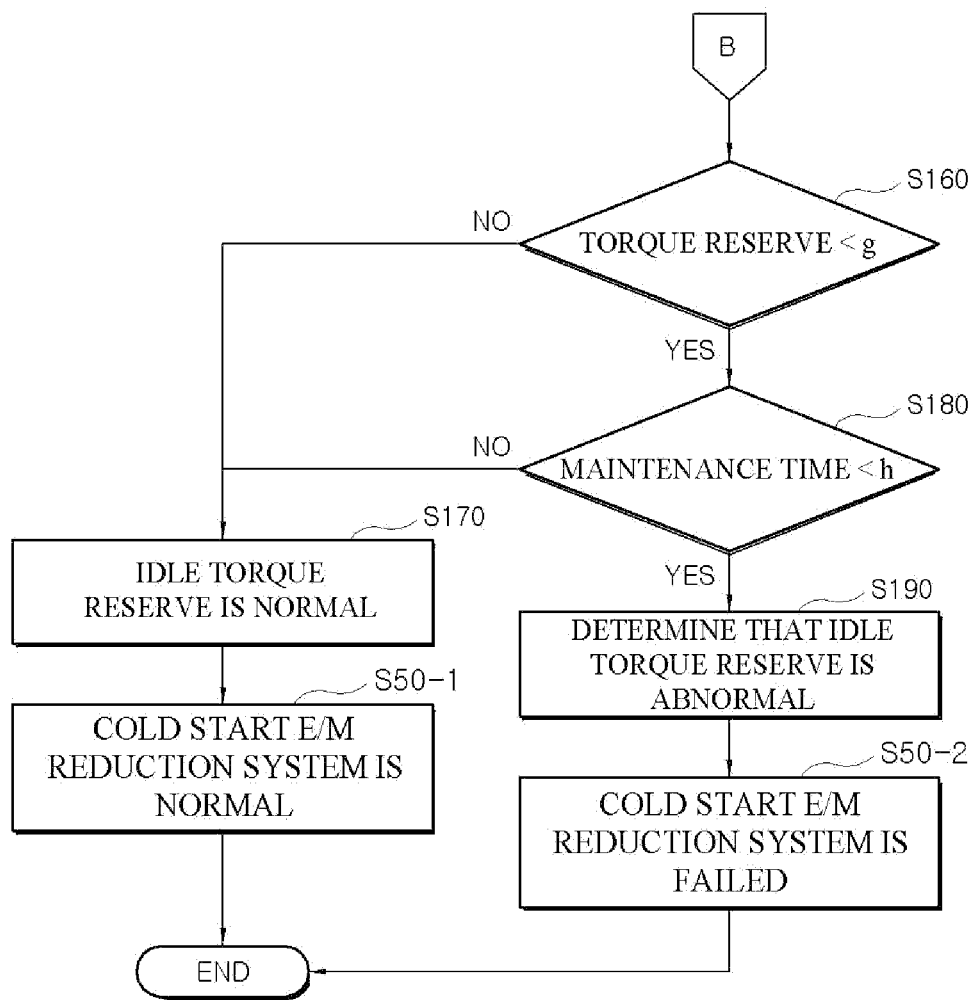 B
S160
NO
TORQUE RESERVE < g
YES
S180
NO
MAINTENANCE TIME < h
S170
YES
IDLE TORQUE
RESERVE IS NORMAL
S190
DETERMINE THAT IDLE
TORQUE RESERVE IS
ABNORMAL
S50-1
COLD START E/M
REDUCTION SYSTEM IS
NORMAL
S50-2
COLD START E/M
REDUCTION SYSTEM IS
FAILED
END